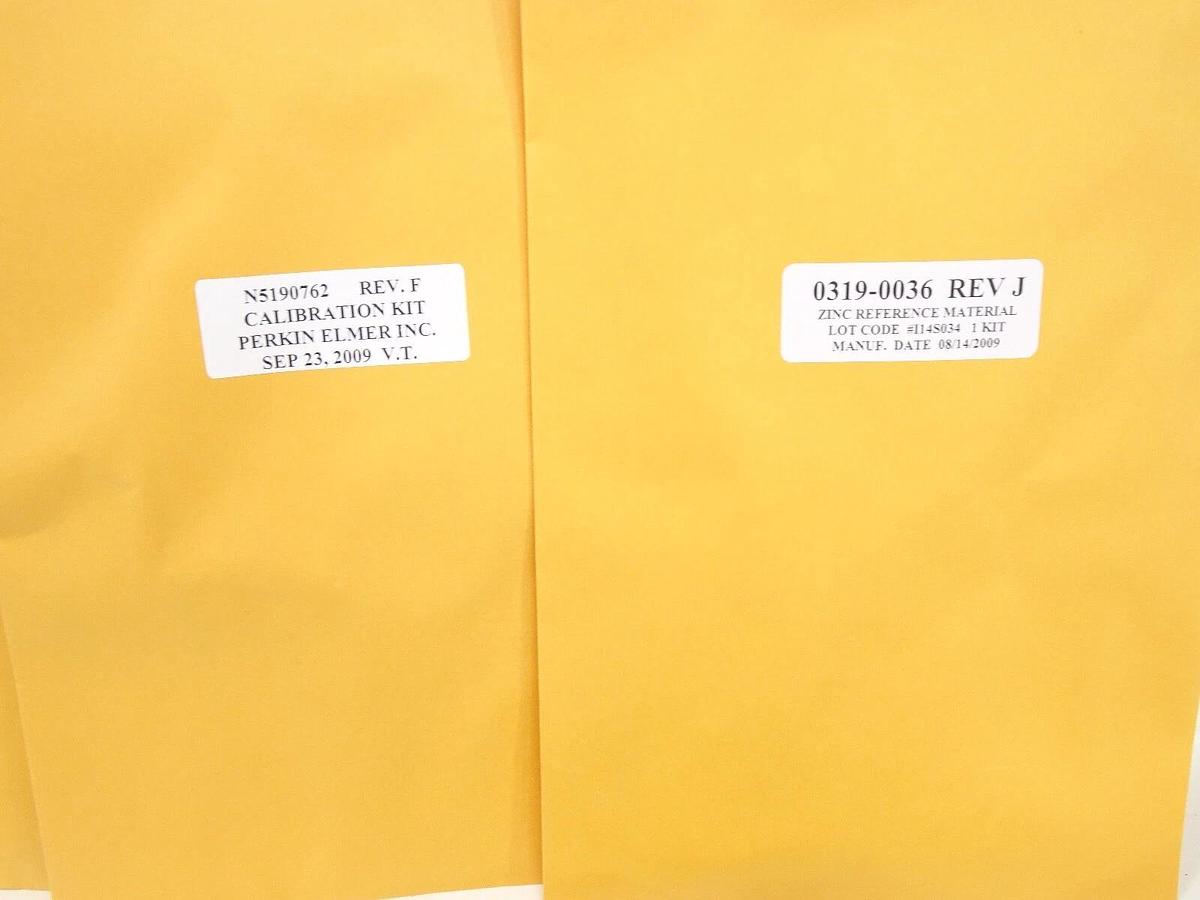 N5190762 REV. F
CALIBRATION KIT
PERKIN ELMER INC.
SEP 23, 2009 V.T.
0319-0036 REV J
ZINC REFERENCE MATERIAL
LOT CODE #I14S034 1 KIT
MANUF. DATE 08/14/2009